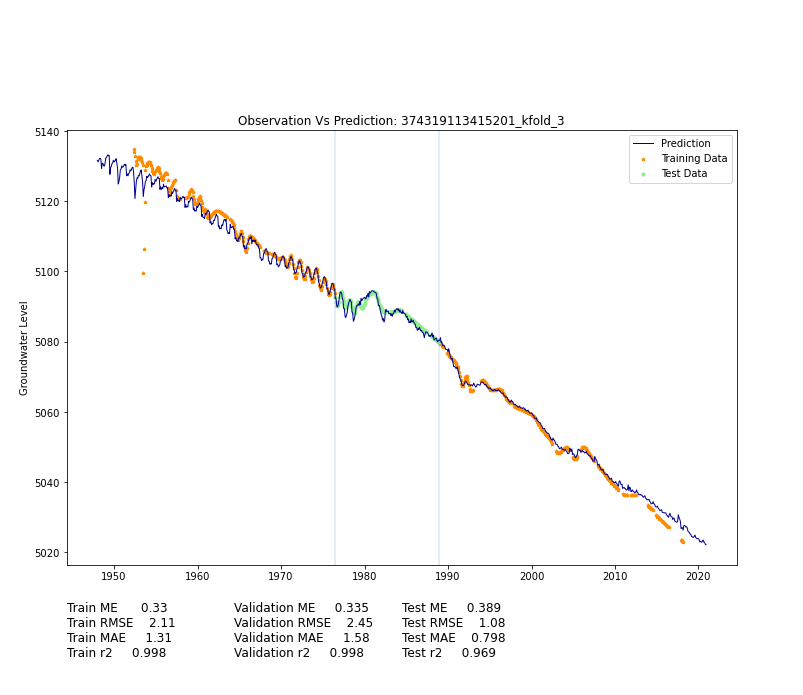 Observation Vs Prediction: 374319113415201_kfold_3
Prediction
Training Data
Test Data
Groundwater Level
5140
5120
5100
5080
5060
5040
5020
1950 1960 1970 1980 1990 2000 2010 2020
Train ME 0.33 Validation ME 0.335 Test ME 0.389
Train RMSE 2.11 Validation RMSE 2.45 Test RMSE 1.08
Train MAE 1.31 Validation MAE 1.58 Test MAE 0.798
Train r2 0.998 Validation r2 0.998 Test r2 0.969